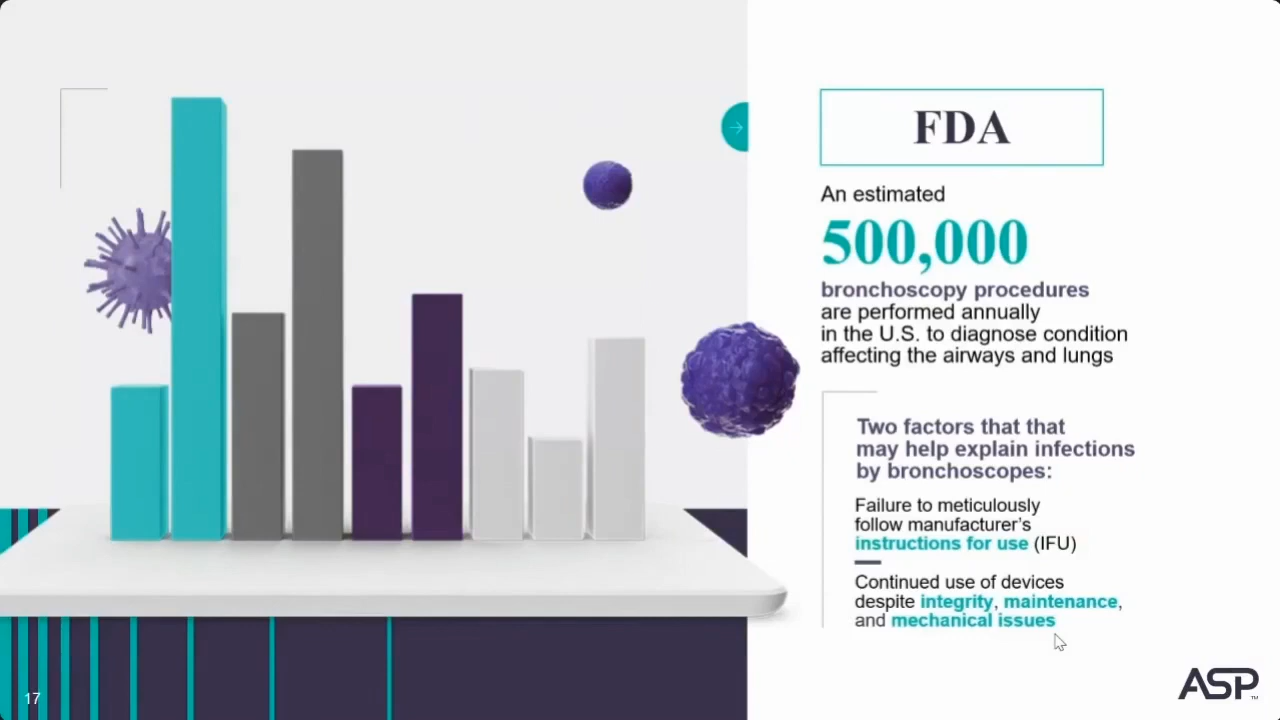 FDA
An estimated
500,000
bronchoscopy procedures
are performed annually
in the U.S. to diagnose condition
affecting the airways and lungs
Two factors that that
may help explain infections
by bronchoscopes:
Failure to meticulously
follow manufacturer's
instructions for use (IFU)
Continued use of devices
despite integrity, maintenance,
and mechanical issues
17
ASP™